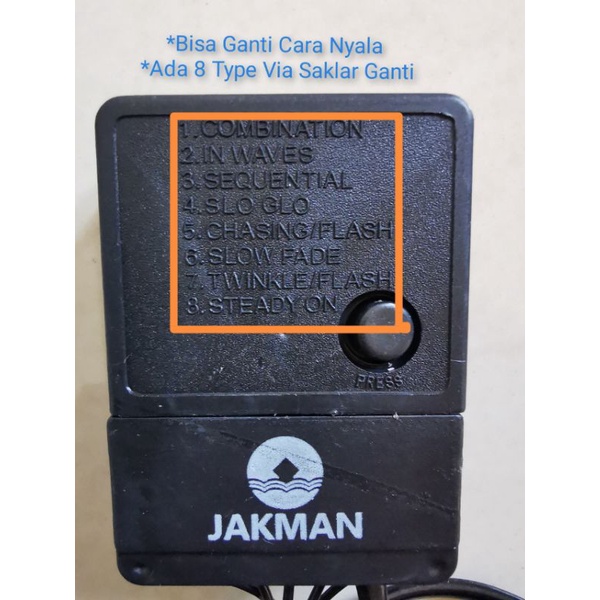 *Bisa Ganti Cara Nyala
*Ada 8 Type Via Saklar Ganti
1.COMBINATION
2.IN WAVES
3.SEQUENTIAL
4.SLO GLO
5.CHASING/FLASH
6.SLOW FADE
7.TWINKLE/FLASH
8.STEADY ON
PRESS
JAKMAN